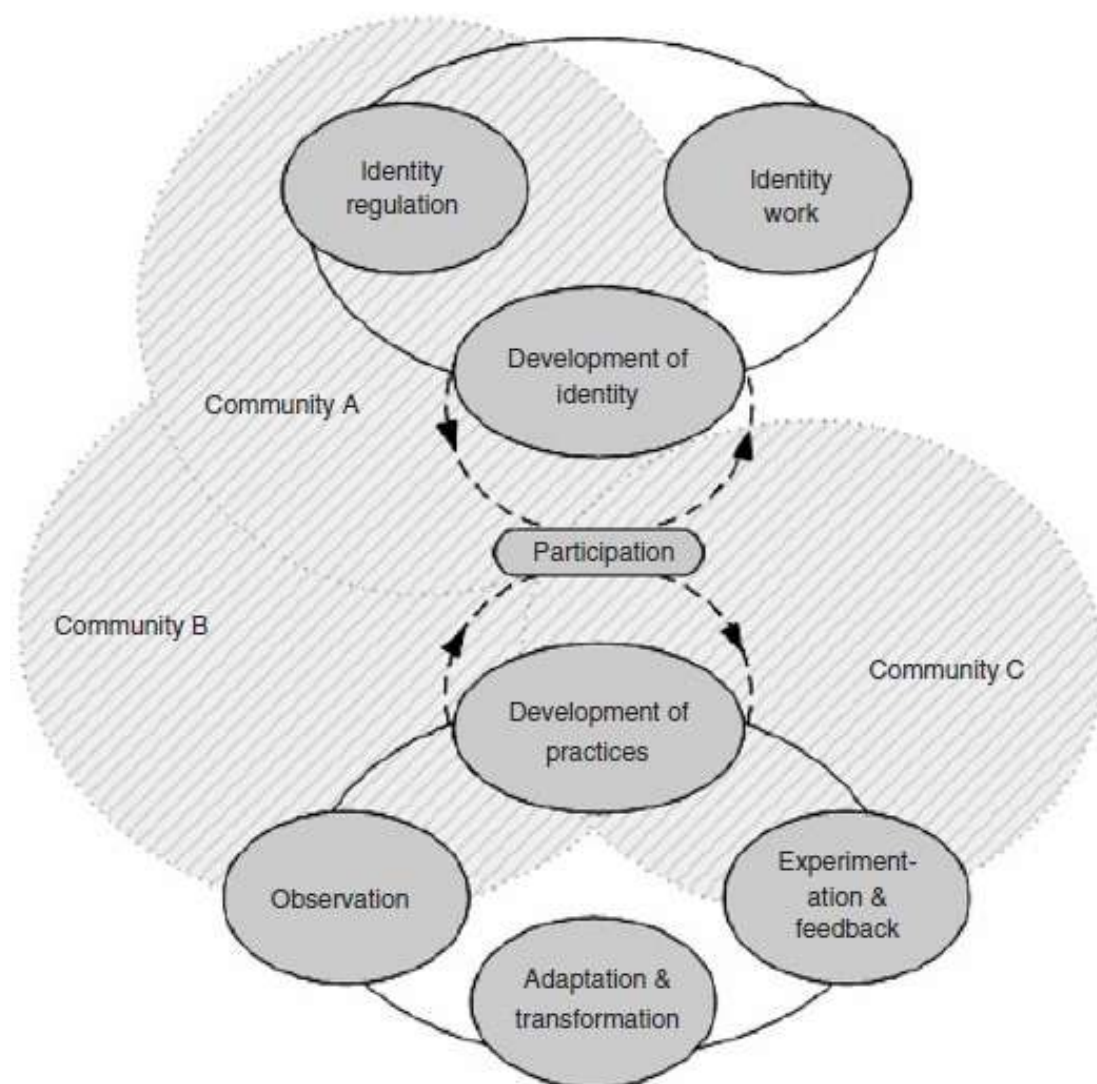 Identity
regulation
Identity
work
Development of
identity
Community A
Participation
Community B
Community C
Development of
practices
Observation
Experiment-
ation &
feedback
Adaptation &
transformation